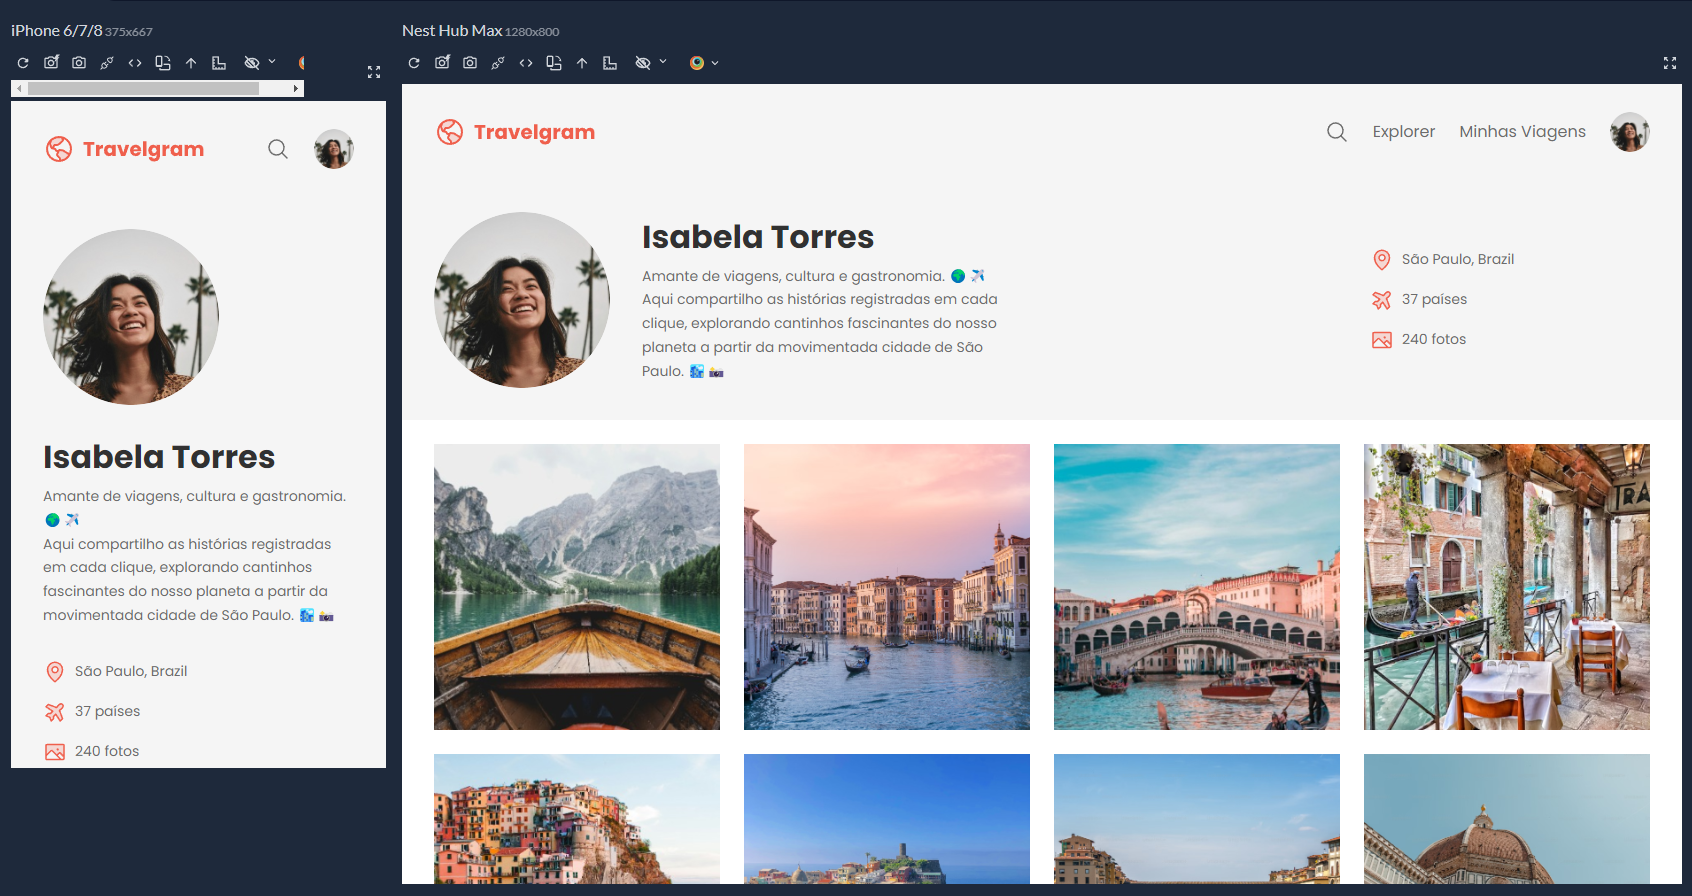 iPhone 6/7/8 375x667
Travelgram
Isabela Torres
Amante de viagens, cultura e gastronomia.
🌍 ✈️
Aqui compartilho as histórias registradas
em cada clique, explorando cantinhos
fascinantes do nosso planeta a partir da
movimentada cidade de São Paulo. 🏙️ 📸
São Paulo, Brazil
37 países
240 fotos
Nest Hub Max 1280x800
Travelgram
Explorer
Minhas Viagens
Isabela Torres
Amante de viagens, cultura e gastronomia. 🌍 ✈️
Aqui compartilho as histórias registradas em cada
clique, explorando cantinhos fascinantes do nosso
planeta a partir da movimentada cidade de São
Paulo. 🏙️ 📸
São Paulo, Brazil
37 países
240 fotos
TRA